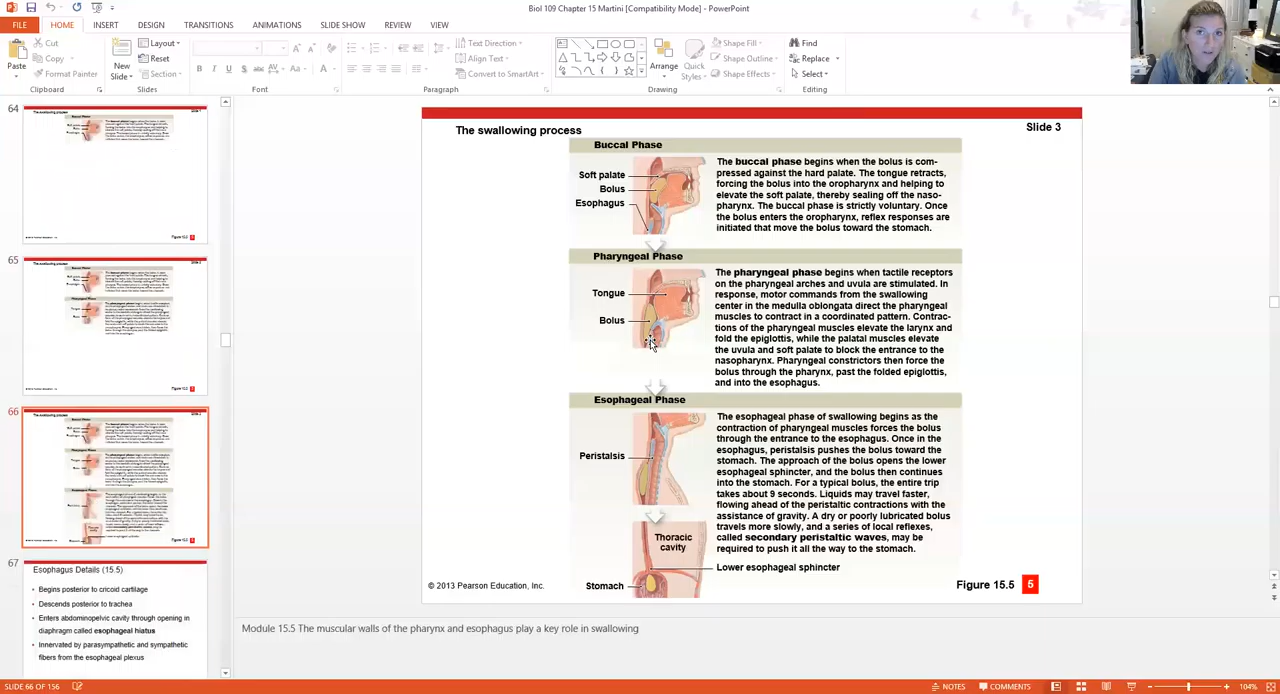 Biol 109 Chapter 15 Martini [Compatibility Mode] - PowerPoint
FILE HOME INSERT DESIGN TRANSITIONS ANIMATIONS SLIDE SHOW REVIEW VIEW
Paste
Cut
Copy
Format Painter
Clipboard
New
Slide
Layout
Reset
Section
Slides
Font
Text Direction
Align Text
Convert to SmartArt
Paragraph
Arrange
Quick
Styles
Shape Fill
Shape Outline
Shape Effects
Drawing
Find
Replace
Select
Editing
64
65
66
67
Esophagus Details (15.5)
Begins posterior to cricoid cartilage
Descends posterior to trachea
Enters abdominopelvic cavity through opening in
diaphragm called esophageal hiatus
Innervated by parasympathetic and sympathetic
fibers from the esophageal plexus
The swallowing process
Slide 3
Buccal Phase
Soft palate
Bolus
Esophagus
The buccal phase begins when the bolus is com-
pressed against the hard palate. The tongue retracts,
forcing the bolus into the oropharynx and helping to
elevate the soft palate, thereby sealing off the naso-
pharynx. The buccal phase is strictly voluntary. Once
the bolus enters the oropharynx, reflex responses are
initiated that move the bolus toward the stomach.
Pharyngeal Phase
Tongue
Bolus
The pharyngeal phase begins when tactile receptors
on the pharyngeal arches and uvula are stimulated. In
response, motor commands from the swallowing
center in the medulla oblongata direct the pharyngeal
muscles to contract in a coordinated pattern. Contrac-
tions of the pharyngeal muscles elevate the larynx and
fold the epiglottis, while the palatal muscles elevate
the uvula and soft palate to block the entrance to the
nasopharynx. Pharyngeal constrictors then force the
bolus through the pharynx, past the folded epiglottis,
and into the esophagus.
Esophageal Phase
Peristalsis
The esophageal phase of swallowing begins as the
contraction of pharyngeal muscles forces the bolus
through the entrance to the esophagus. Once in the
esophagus, peristalsis pushes the bolus toward the
stomach. The approach of the bolus opens the lower
esophageal sphincter, and the bolus then continues
into the stomach. For a typical bolus, the entire trip
takes about 9 seconds. Liquids may travel faster,
flowing ahead of the peristaltic contractions with the
assistance of gravity. A dry or poorly lubricated bolus
travels more slowly, and a series of local reflexes,
called secondary peristaltic waves, may be
required to push it all the way to the stomach.
Thoracic
cavity
Lower esophageal sphincter
Stomach
© 2013 Pearson Education, Inc.
Figure 15.5 5
Module 15.5 The muscular walls of the pharynx and esophagus play a key role in swallowing
SLIDE 66 OF 156
NOTES
COMMENTS
104%